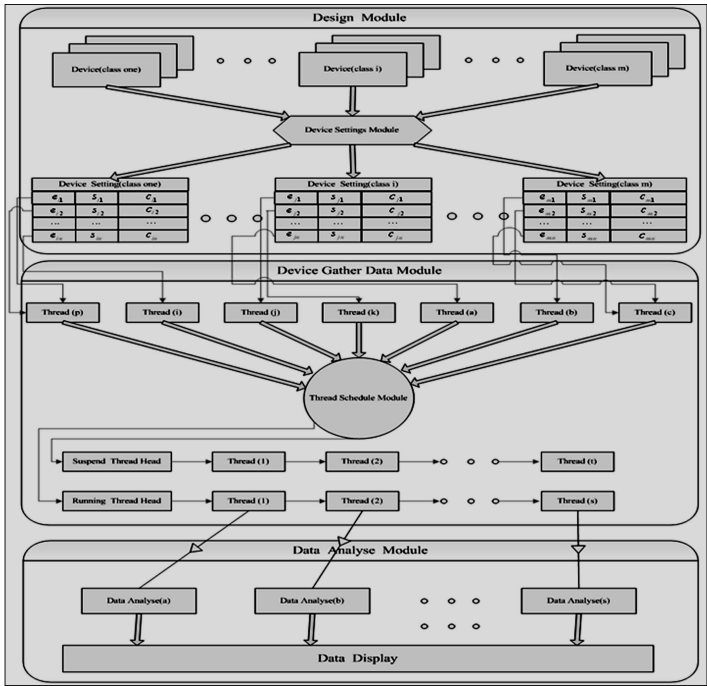 Design Module
Device(class one)
Device(class i)
Device(class m)
Device Settings Module
Device Setting(class one)
Device Setting(class i)
Device Setting(class m)
... ... ...
... ... ...
... ... ...
Device Gather Data Module
Thread (p)
Thread (i)
Thread (j)
Thread (k)
Thread (a)
Thread (b)
Thread (c)
Thread Schedule Module
Suspend Thread Head
Thread (1)
Thread (2)
Thread (t)
Running Thread Head
Thread (1)
Thread (2)
Thread (s)
Data Analyse Module
Data Analyse(a)
Data Analyse(b)
Data Analyse(s)
Data Display